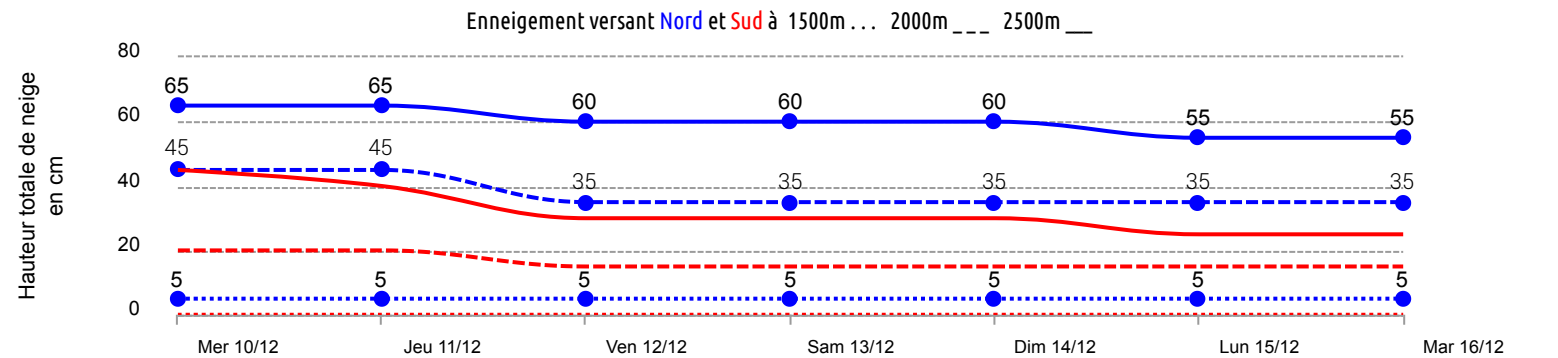 Enneigement versant Nord et Sud à 1500m . . . 2000m _ _ _ 2500m __
Hauteur totale de neige
en cm
80
60
40
20
0
65 65 60 60 60 55 55
45 45 35 35 35 35 35
5 5 5 5 5 5 5
Mer 10/12 Jeu 11/12 Ven 12/12 Sam 13/12 Dim 14/12 Lun 15/12 Mar 16/12